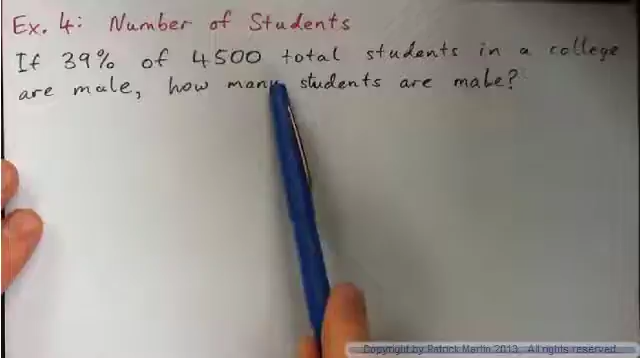 Ex. 4: Number of Students
If 39% of 4500 total students in a college
are male, how many students are male?
Copyright by Patrick Martin 2013. All rights reserved.